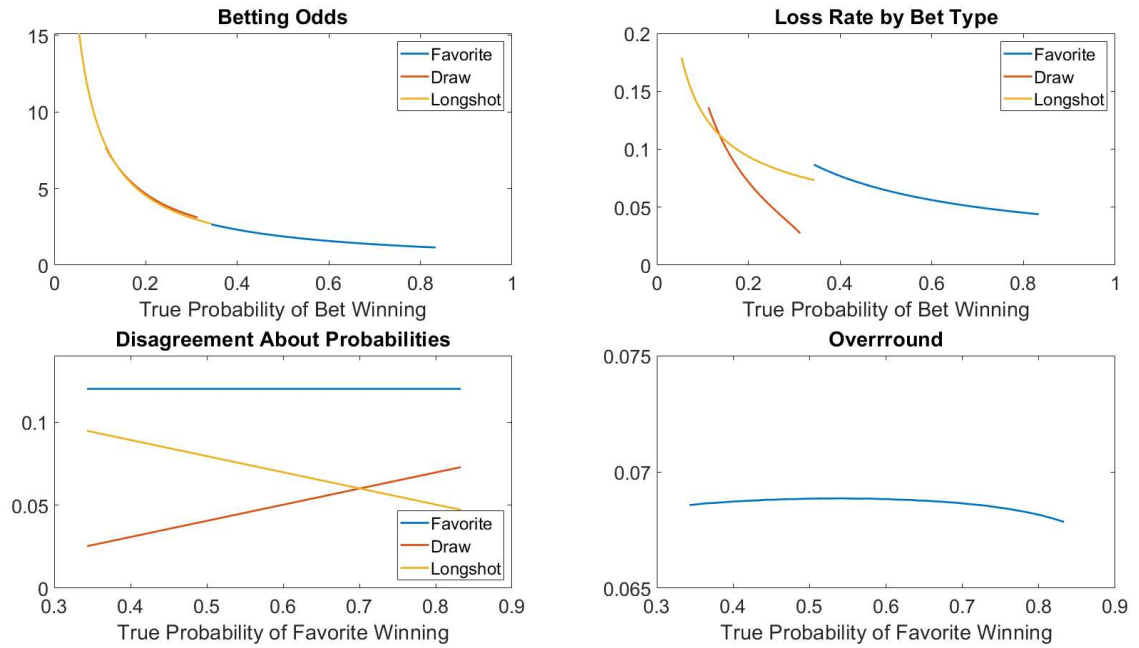 Betting Odds
15
10
5
0
0
0.2
0.4
0.6
0.8
1
Favorite
Draw
Longshot
True Probability of Bet Winning
Loss Rate by Bet Type
0.2
0.15
0.1
0.05
0
0
0.2
0.4
0.6
0.8
1
Favorite
Draw
Longshot
True Probability of Bet Winning
Disagreement About Probabilities
0.1
0.05
0
0.3
0.4
0.5
0.6
0.7
0.8
0.9
Favorite
Draw
Longshot
True Probability of Favorite Winning
Overrround
0.075
0.07
0.065
0.3
0.4
0.5
0.6
0.7
0.8
0.9
True Probability of Favorite Winning